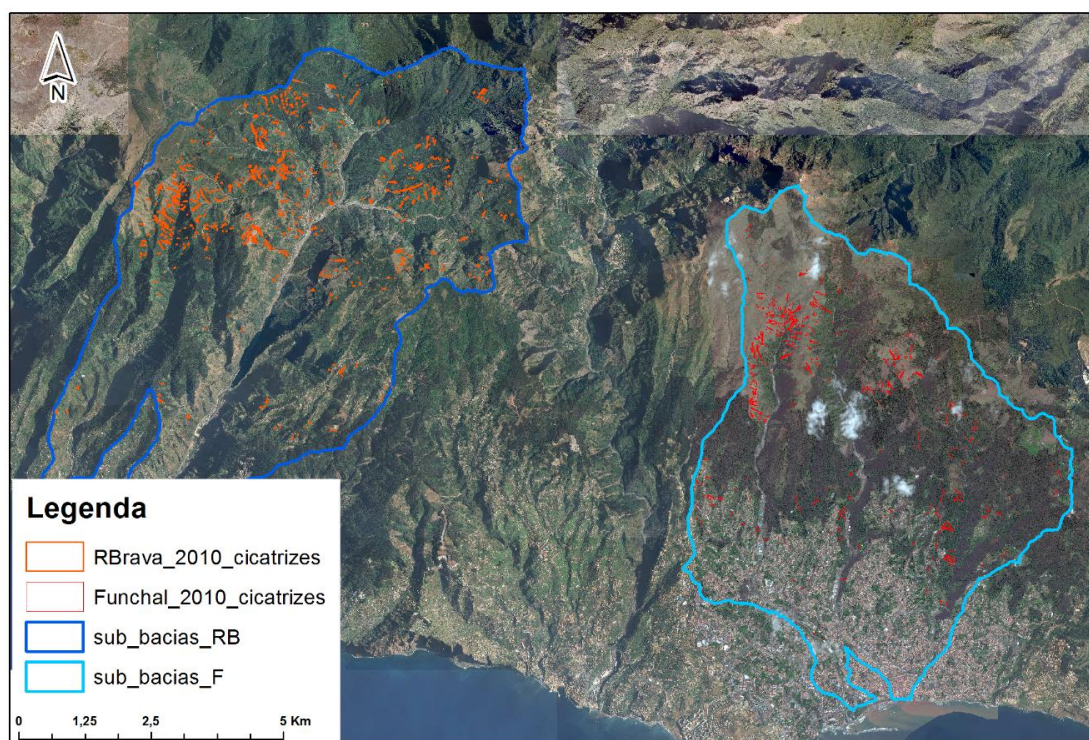 N
Legenda
RBrava_2010_cicatrizes
Funchal_2010_cicatrizes
sub_bacias_RB
sub_bacias_F
0 1,25 2,5 5 Km